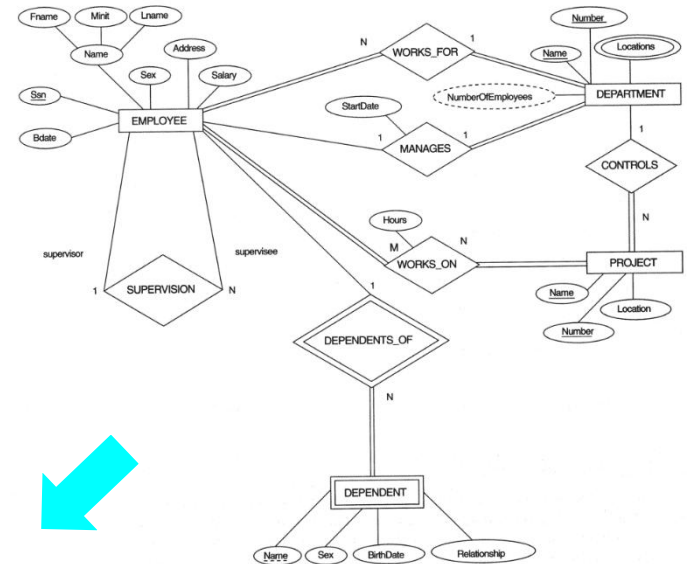 Fname
Minit
Lname
Number
N
1
Name
Address
WORKS_FOR
Name
Locations
Sex
Salary
Ssn
StartDate
NumberOfEmployees
DEPARTMENT
EMPLOYEE
Bdate
1
1
1
MANAGES
CONTROLS
Hours
N
supervisor
supervisee
M
N
WORKS_ON
PROJECT
1
SUPERVISION
N
1
Name
Location
Number
DEPENDENTS_OF
N
DEPENDENT
Name
Sex
BirthDate
Relationship